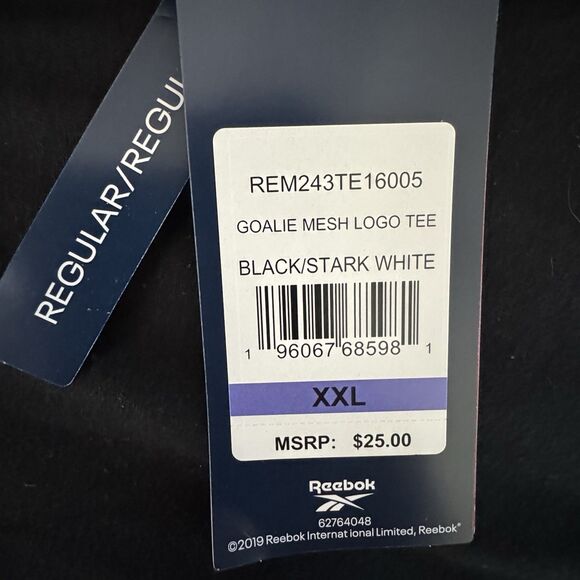 REGULAR/REGU
REM243TE16005
GOALIE MESH LOGO TEE
BLACK/STARK WHITE
1 96067 68598 1
XXL
MSRP: $25.00
Reebok
62764048
©2019 Reebok International Limited, Reebok®